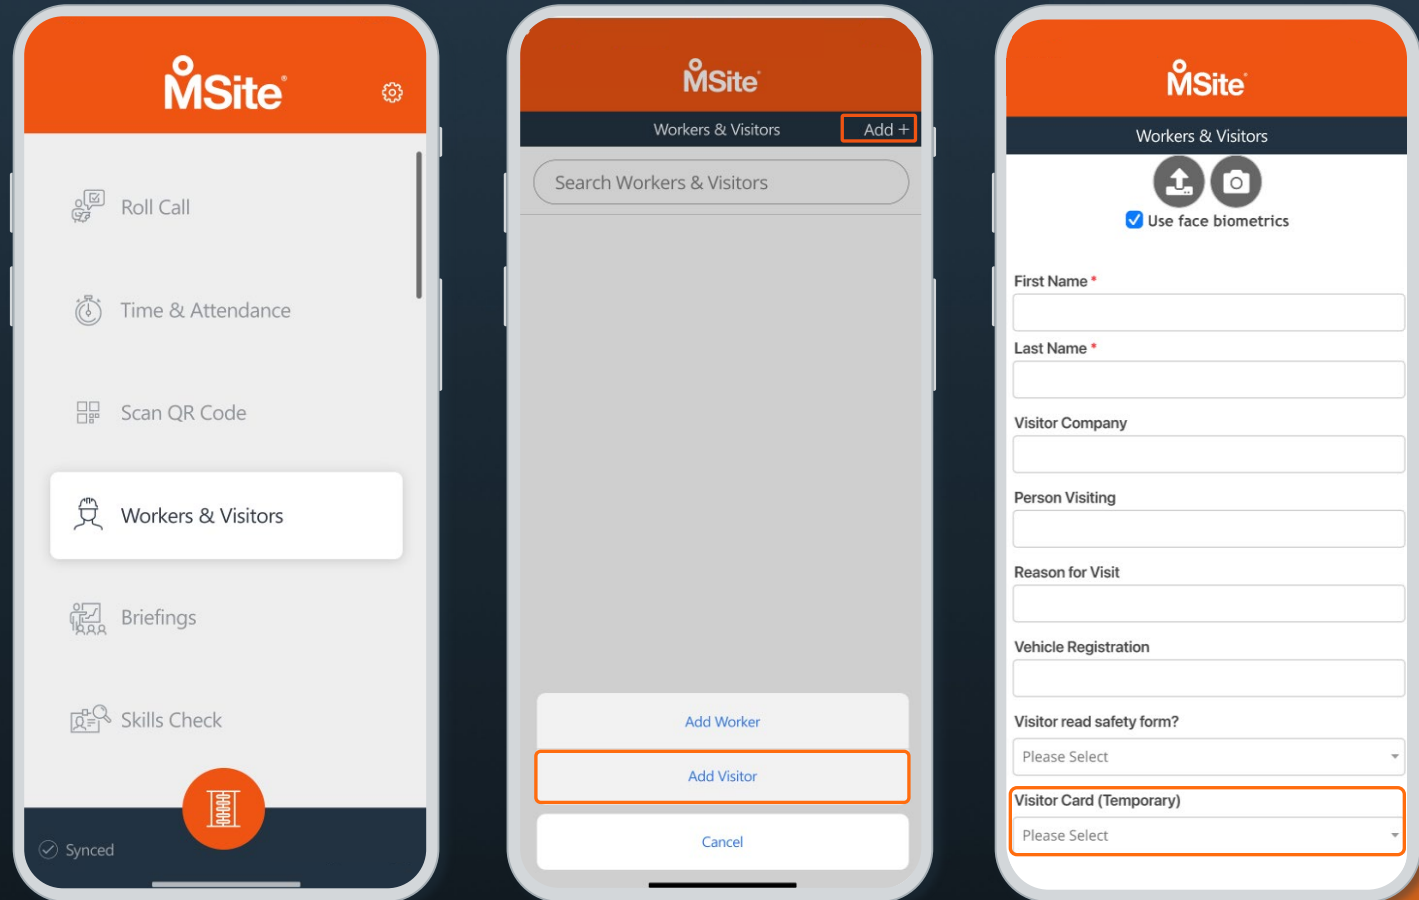 MSite®
Roll Call
Time & Attendance
Scan QR Code
Workers & Visitors
Briefings
Skills Check
Synced
MSite®
Workers & Visitors
Add +
Search Workers & Visitors
Add Worker
Add Visitor
Cancel
MSite®
Workers & Visitors
Use face biometrics
First Name *
Last Name *
Visitor Company
Person Visiting
Reason for Visit
Vehicle Registration
Visitor read safety form?
Please Select
Visitor Card (Temporary)
Please Select